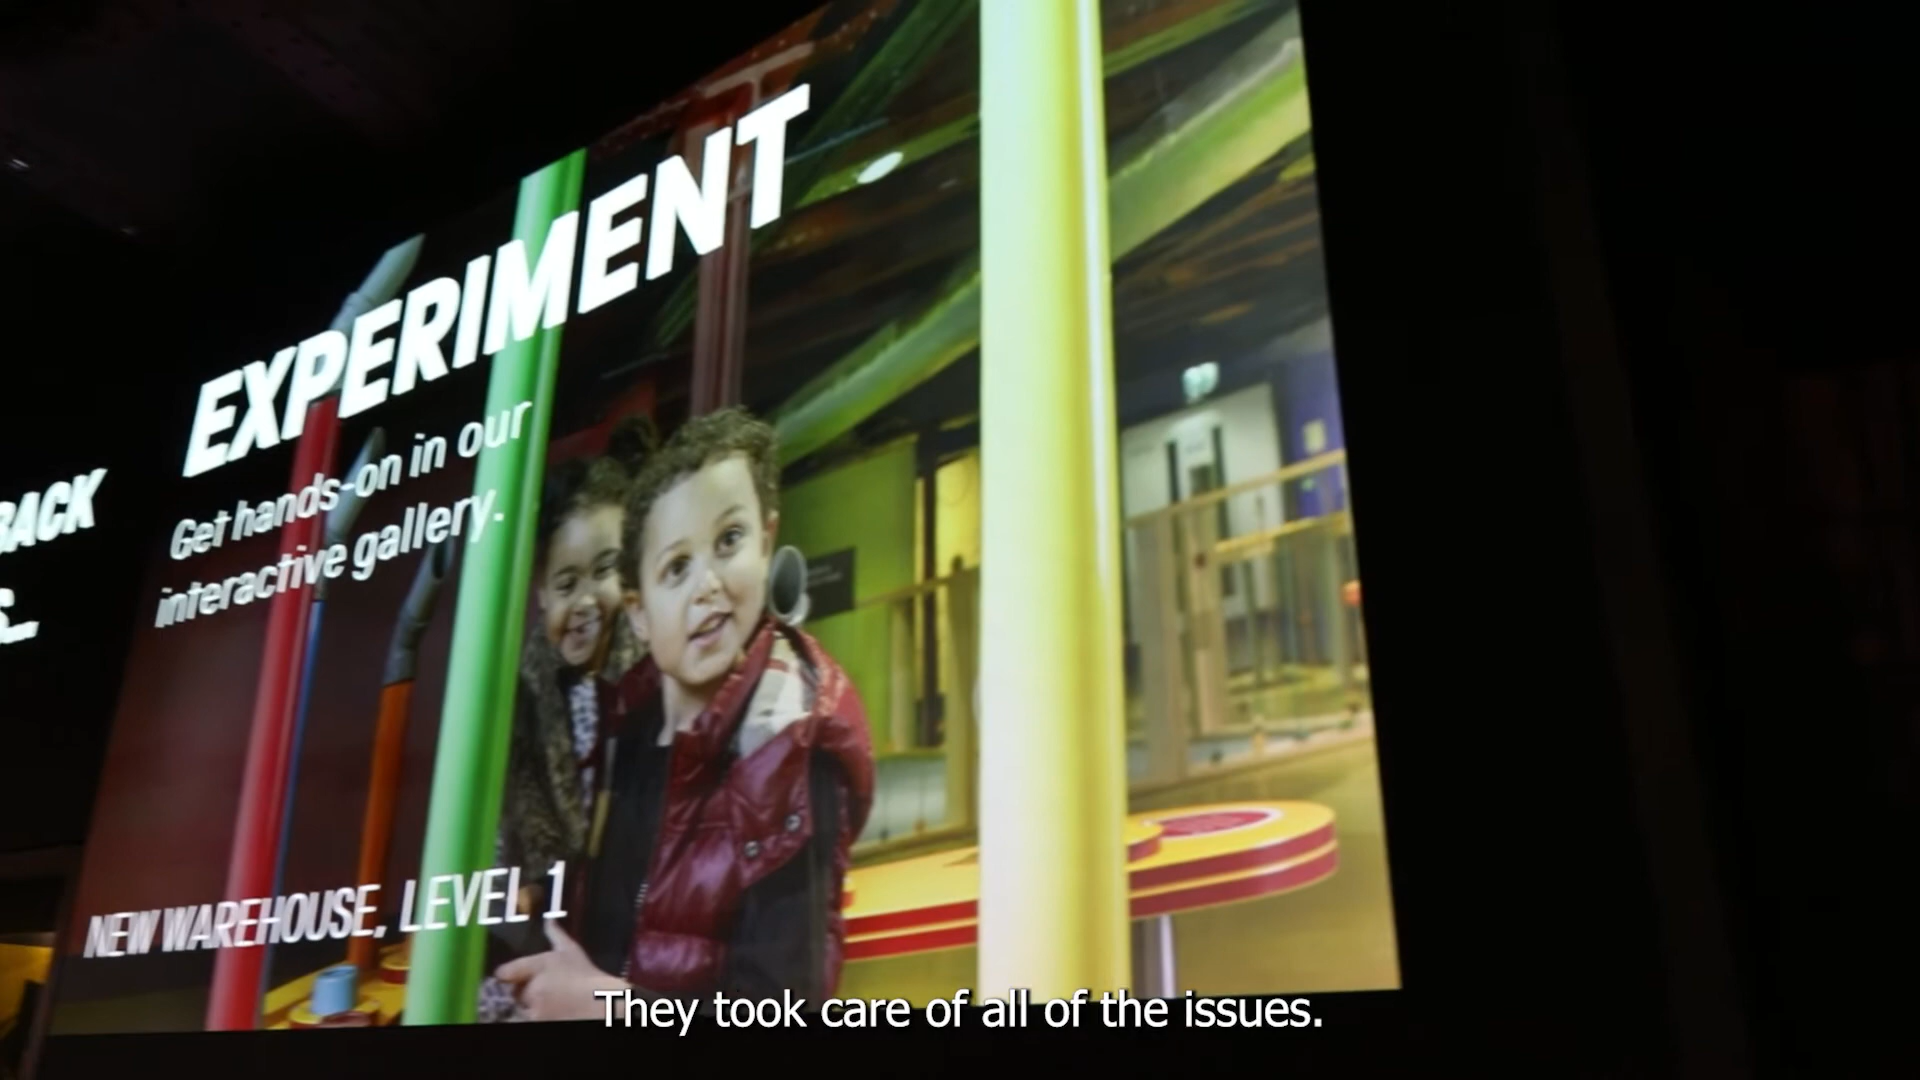 BACK
EXPERIMENT
Get hands-on in our
interactive gallery.
NEW WAREHOUSE, LEVEL 1
They took care of all of the issues.